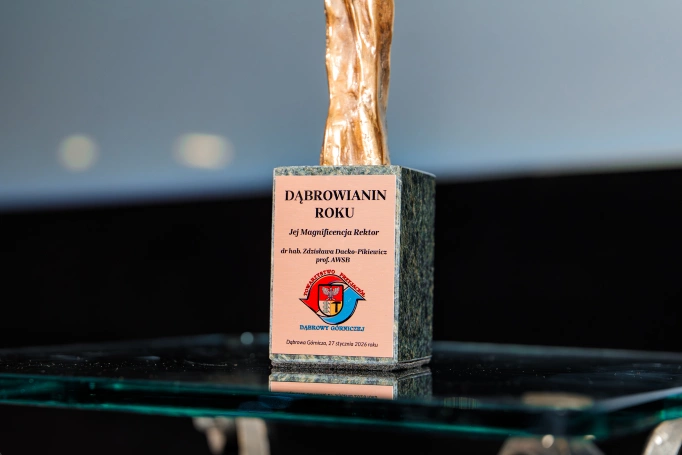 DĄBROWIANIN
ROKU
Jej Magnificencja Rektor
dr hab. Zdzisława Dacko-Pikiewicz
prof. AWSB
TOWARZYSTWO PRZYJACIÓŁ
DĄBROWY GÓRNICZEJ
Dąbrowa Górnicza, 27 stycznia 2026 roku